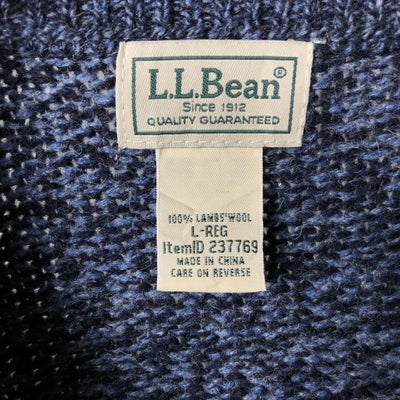 L.L.Bean®
Since 1912
QUALITY GUARANTEED
100% LAMBS' WOOL
L-REG
ItemID 237769
MADE IN CHINA
CARE ON REVERSE